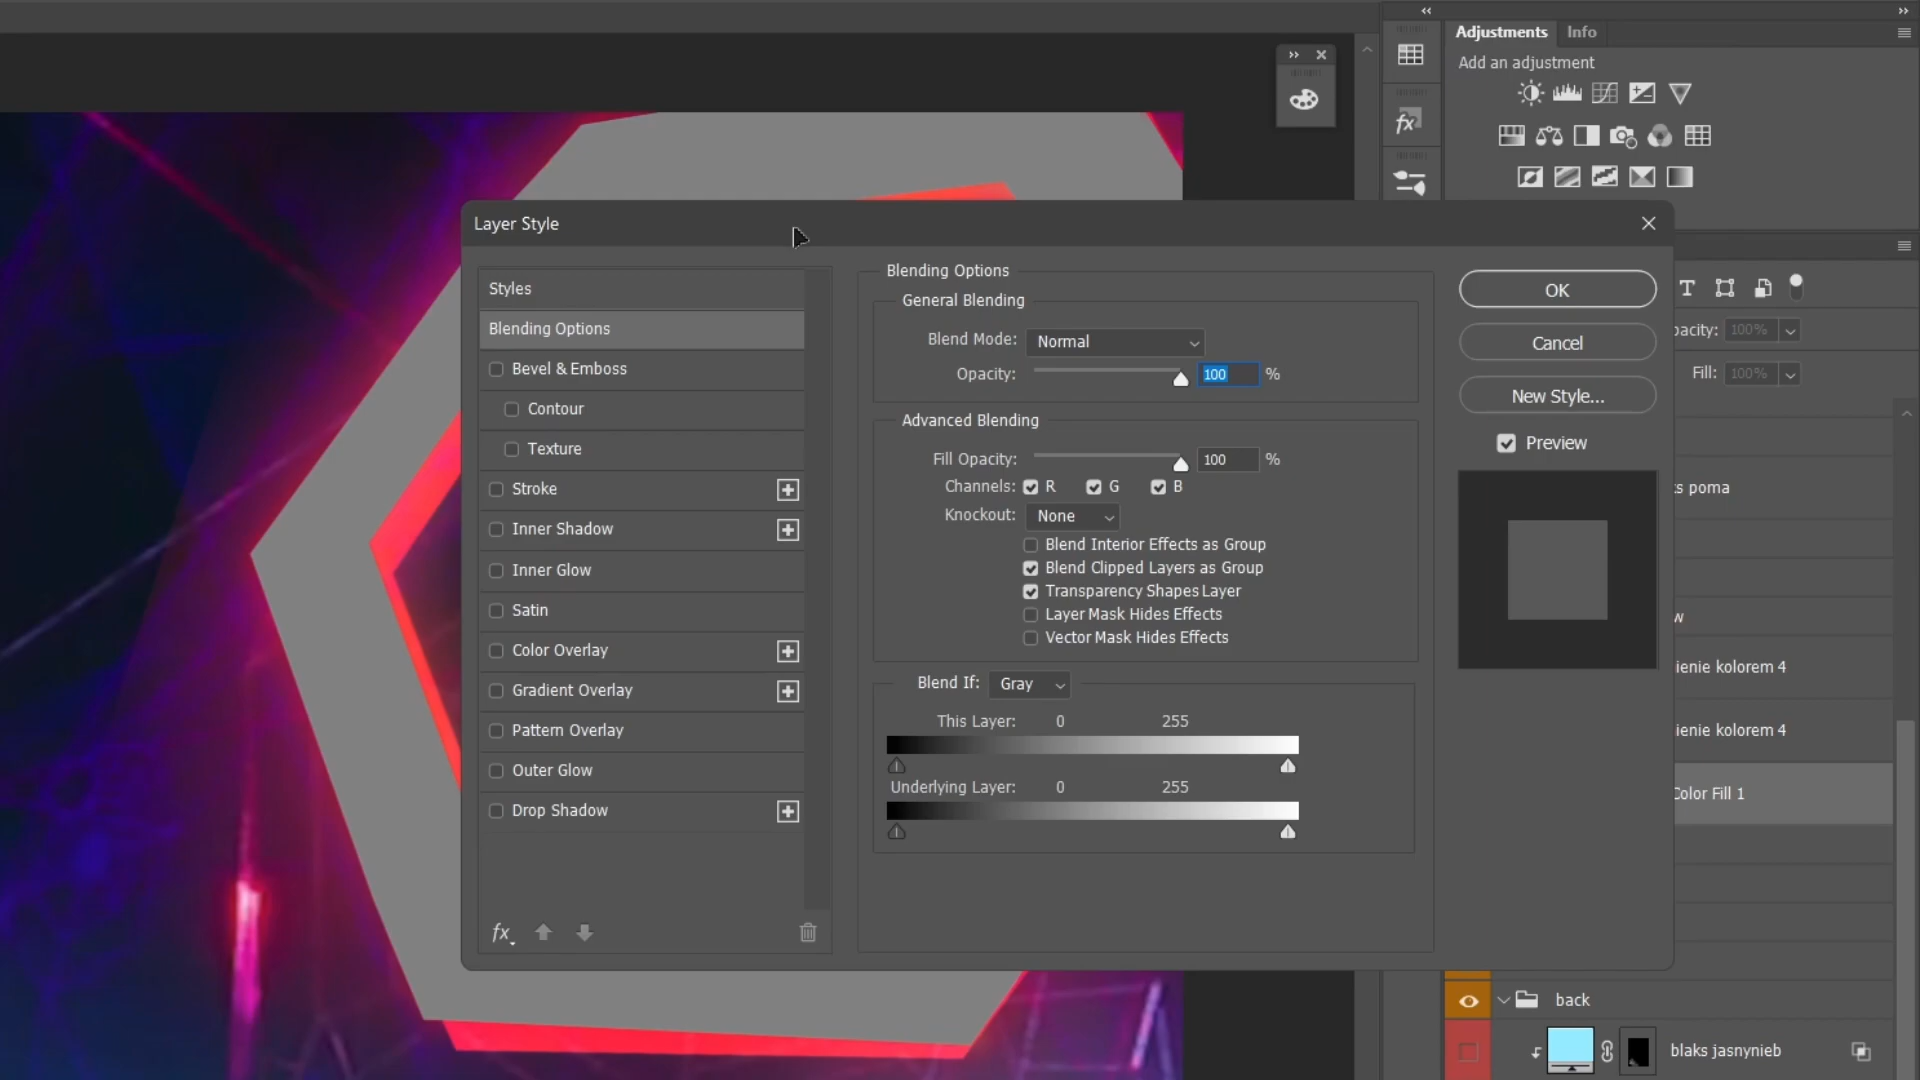 Adjustments Info
Add an adjustment
fx
Layer Style
Styles
Blending Options
Bevel & Emboss
Contour
Texture
Stroke
Inner Shadow
Inner Glow
Satin
Color Overlay
Gradient Overlay
Pattern Overlay
Outer Glow
Drop Shadow
fx
Blending Options
General Blending
Blend Mode: Normal
Opacity: 100 %
Advanced Blending
Fill Opacity: 100 %
Channels: R G B
Knockout: None
Blend Interior Effects as Group
Blend Clipped Layers as Group
Transparency Shapes Layer
Layer Mask Hides Effects
Vector Mask Hides Effects
Blend If: Gray
This Layer: 0 255
Underlying Layer: 0 255
OK
Cancel
New Style...
Preview
T
pacity: 100%
Fill: 100%
ks poma
w
ienie kolorem 4
ienie kolorem 4
Color Fill 1
back
blaks jasnynieb